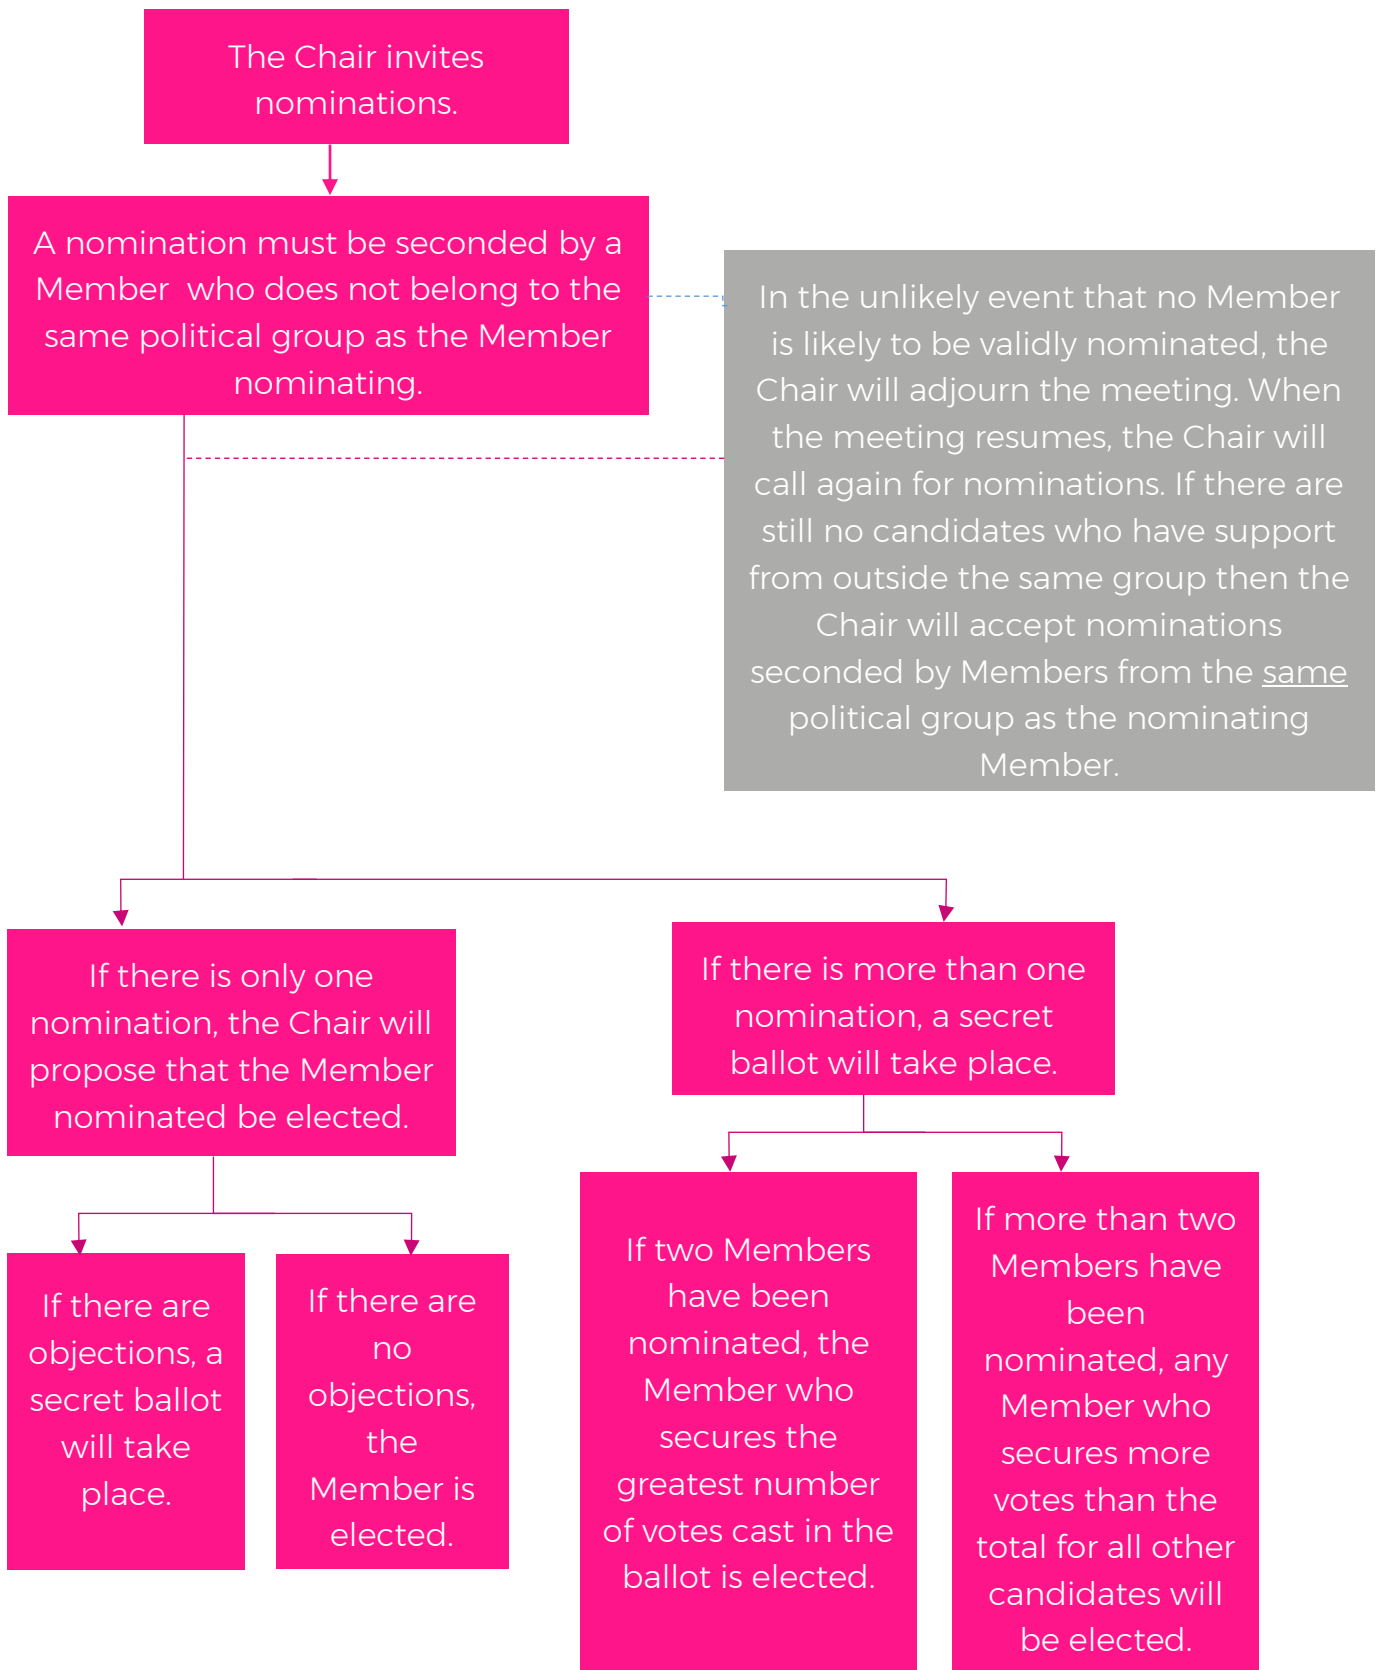 The Chair invites
nominations.
A nomination must be seconded by a
Member  who does not belong to the
same political group as the Member
nominating.
In the unlikely event that no Member
is likely to be validly nominated, the
Chair will adjourn the meeting. When
the meeting resumes, the Chair will
call again for nominations. If there are
still no candidates who have support
from outside the same group then the
Chair will accept nominations
seconded by Members from the same
political group as the nominating
Member.
If there is only one
nomination, the Chair will
propose that the Member
nominated be elected.
If there is more than one
nomination, a secret
ballot will take place.
If there are
objections, a
secret ballot
will take
place.
If there are
no
objections,
the
Member is
elected.
If two Members
have been
nominated, the
Member who
secures the
greatest number
of votes cast in the
ballot is elected.
If more than two
Members have
been
nominated, any
Member who
secures more
votes than the
total for all other
candidates will
be elected.